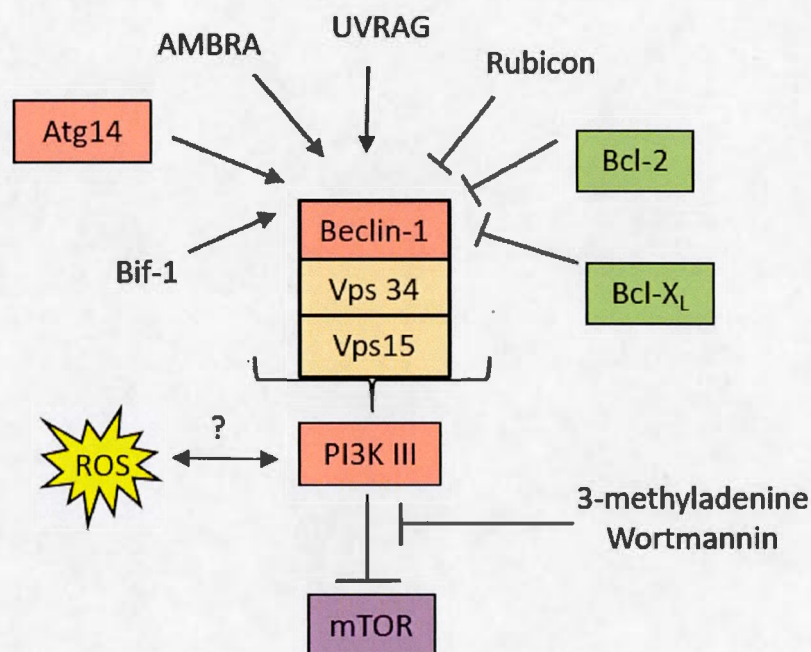 AMBRA
UVRAG
Rubicon
Atg14
Bcl-2
Beclin-1
Bif-1
Vps 34
Bcl-XL
Vps15
?
ROS
PI3K III
3-methyladenine
Wortmannin
mTOR